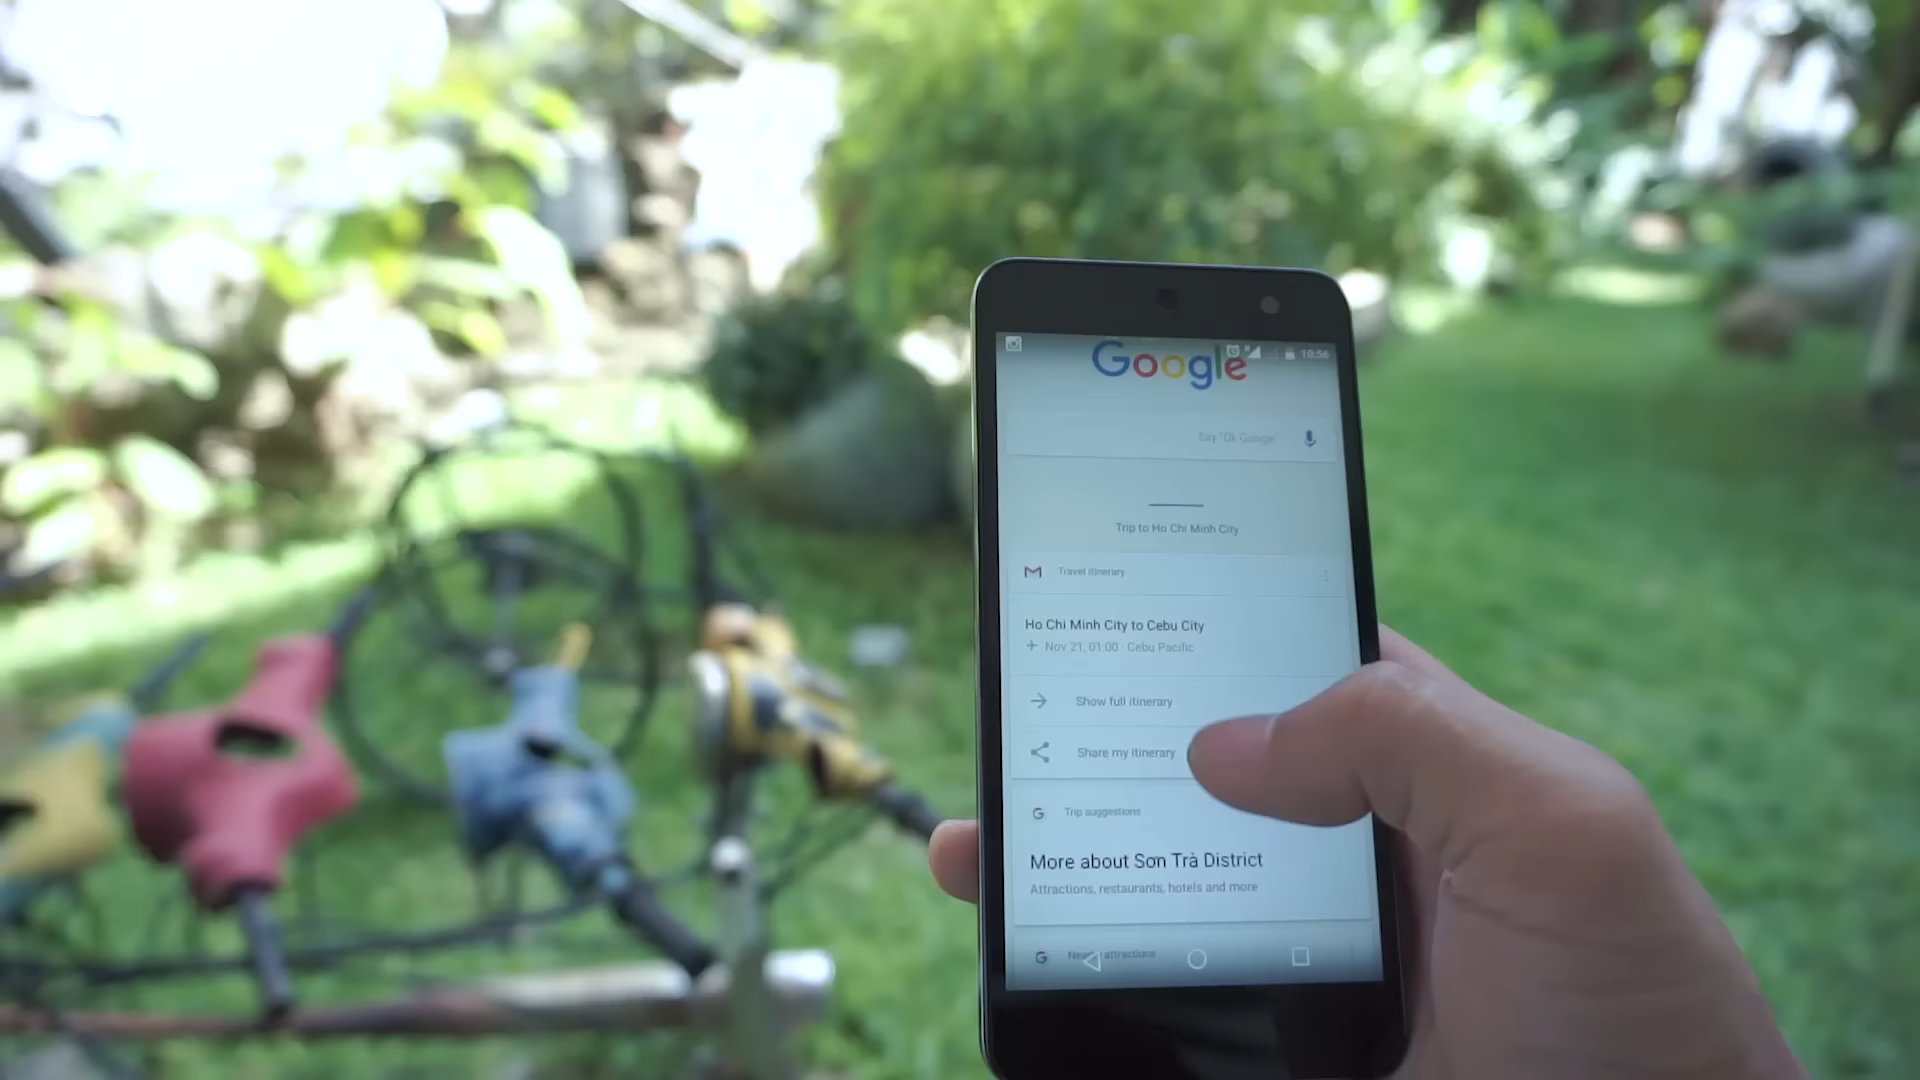 10:56
Google
Say "Ok Google
Trip to Ho Chi Minh City
Travel itinerary
Ho Chi Minh City to Cebu City
Nov 21, 01:00 · Cebu Pacific
Show full itinerary
Share my itinerary
Trip suggestions
More about Sơn Trà District
Attractions, restaurants, hotels and more
attractions